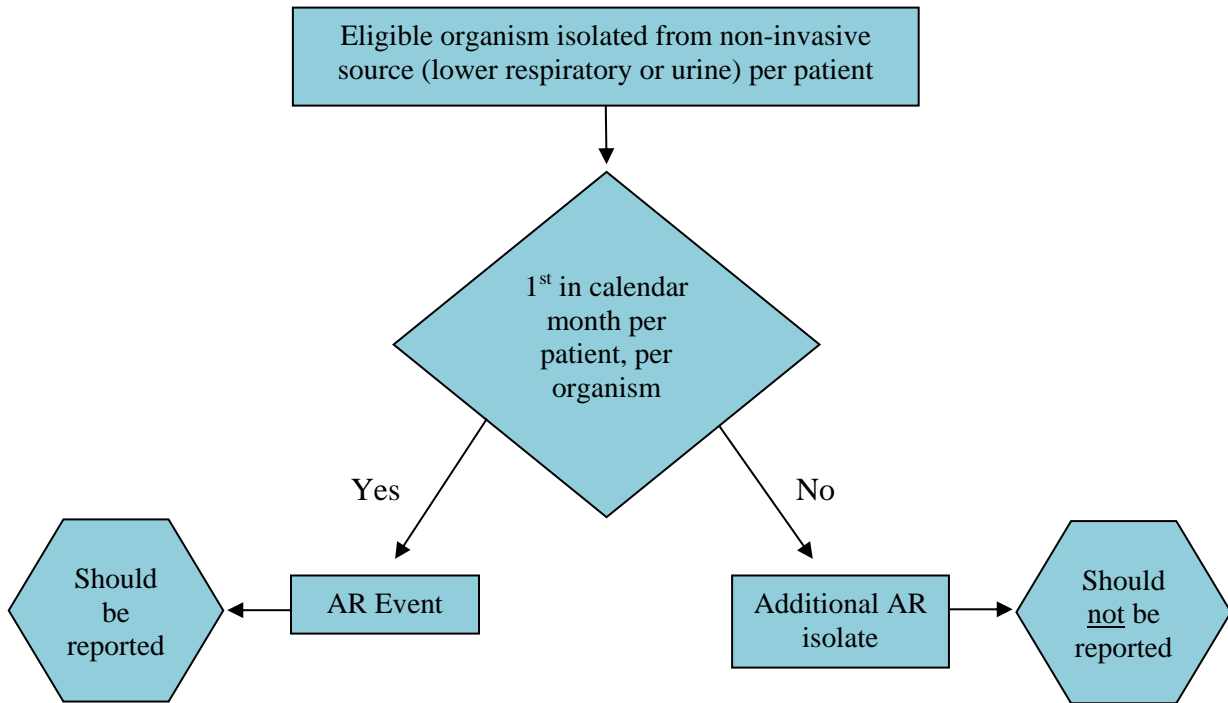 Eligible organism isolated from non-invasive
source (lower respiratory or urine) per patient
1st in calendar
month per
patient, per
organism
Yes
No
Should
be
reported
AR Event
Additional AR
isolate
Should
not be
reported